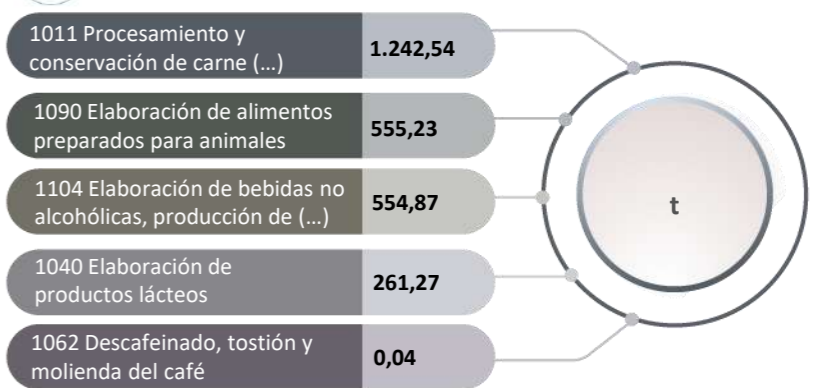 1011 Procesamiento y
conservación de carne (...)
1.242,54
1090 Elaboración de alimentos
preparados para animales
555,23
1104 Elaboración de bebidas no
alcohólicas, producción de (...)
554,87
1040 Elaboración de
productos lácteos
261,27
1062 Descafeinado, tostión y
molienda del café
0,04
t